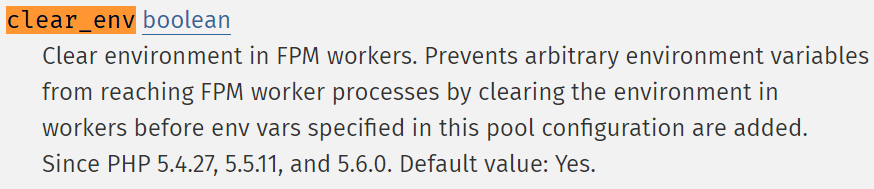 clear_env boolean
Clear environment in FPM workers. Prevents arbitrary environment variables
from reaching FPM worker processes by clearing the environment in
workers before env vars specified in this pool configuration are added.
Since PHP 5.4.27, 5.5.11, and 5.6.0. Default value: Yes.